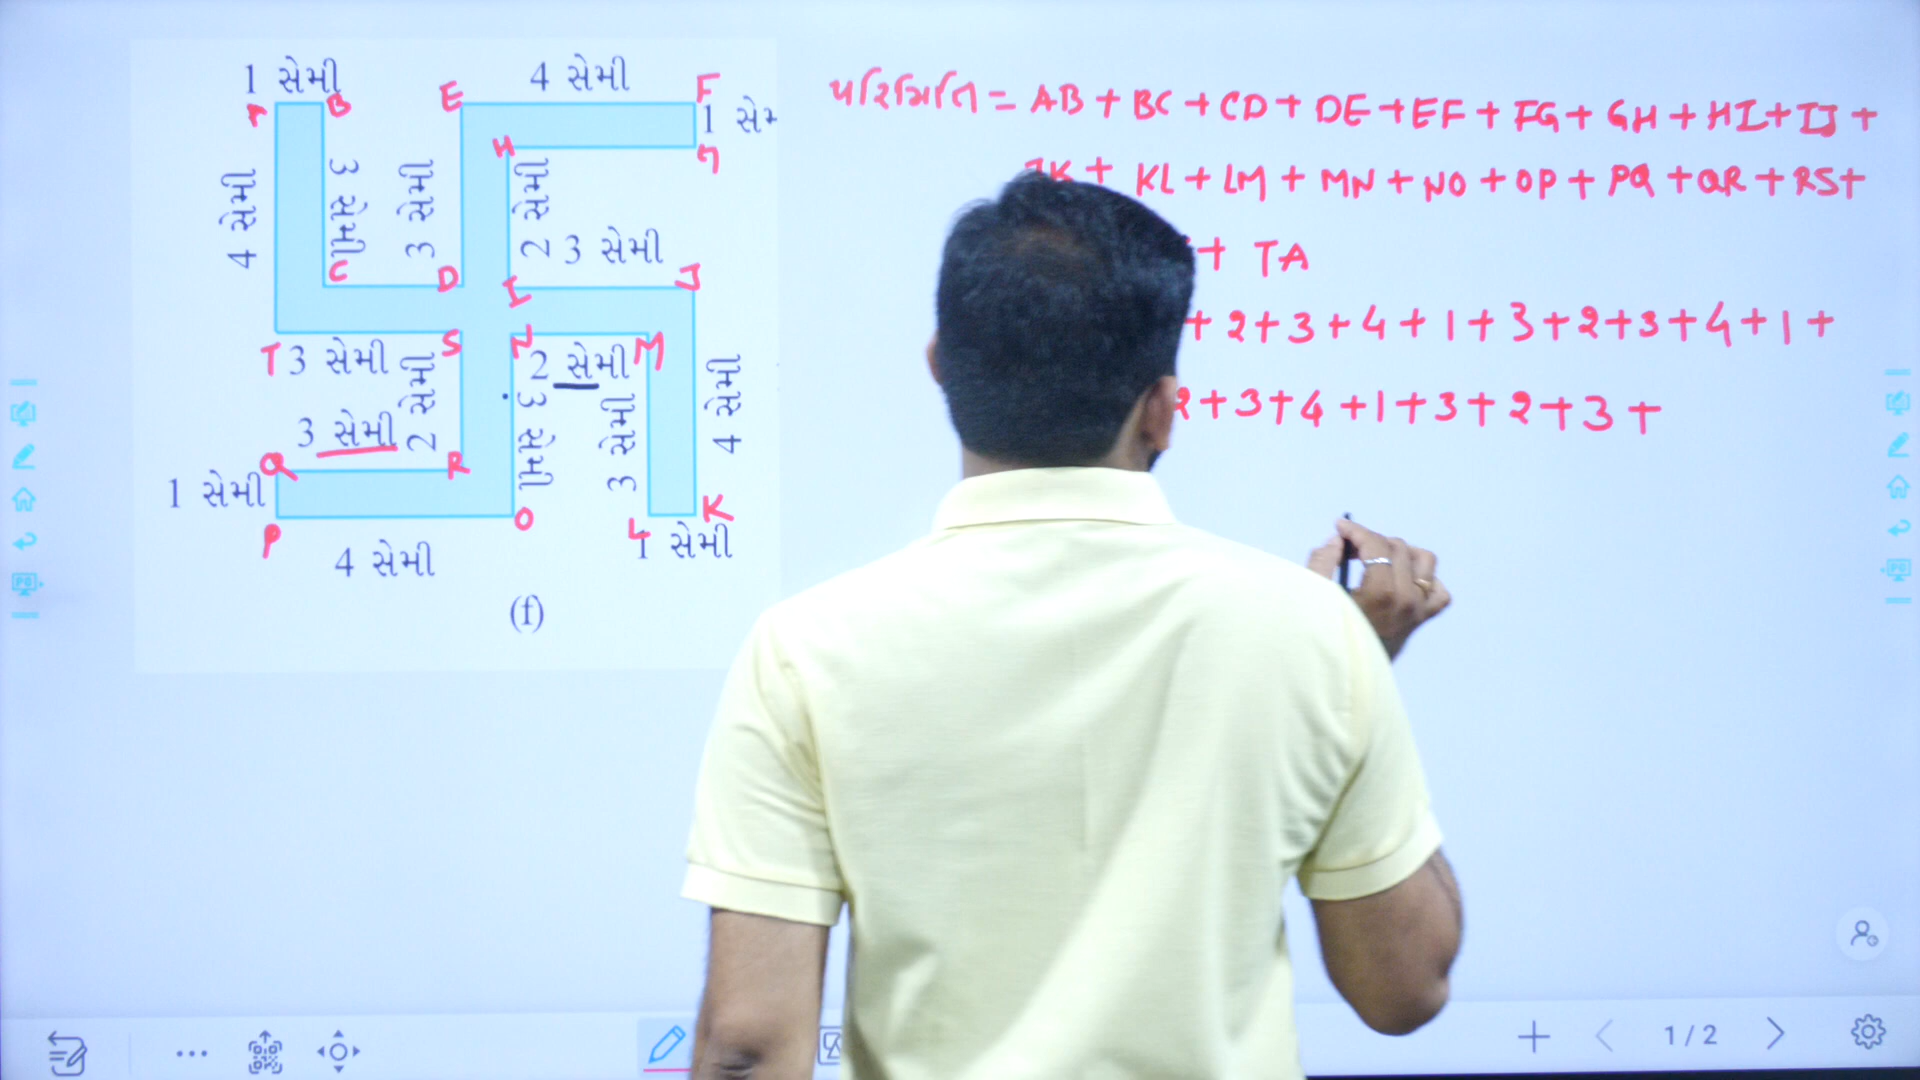 1 સેમી
A B E 4 સેમી F
1 સે
H G
4 સેમી 3 સેમી 3 સેમી 2 સેમી
3 સેમી
C D I J
T 3 સેમી S N 2 સેમી M
2 સેમી 3 સેમી 3 સેમી 4 સેમી
3 સેમી
Q R
1 સેમી
P O L K
4 સેમી 1 સેમી
(f)
પરિમિતિ = AB + BC + CD + DE + EF + FG + GH + HI + IJ +
JK + KL + LM + MN + NO + OP + PQ + QR + RS +
+ TA
+ 2 + 3 + 4 + 1 + 3 + 2 + 3 + 4 + 1 +
2 + 3 + 4 + 1 + 3 + 2 + 3 +
1 / 2